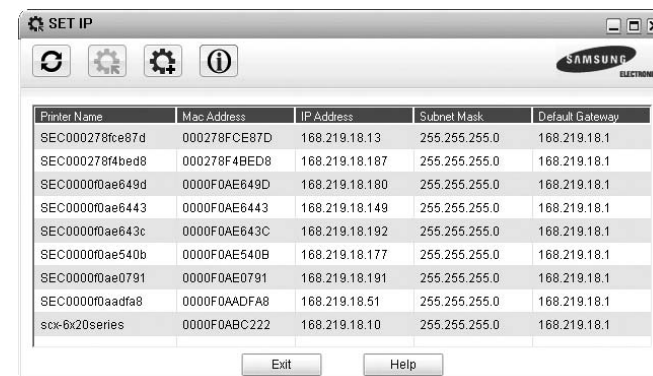 SET IP
SAMSUNG
ELECTRON
Printer Name Mac Address IP Address Subnet Mask Default Gateway
SEC000278fce87d 000278FCE87D 168.219.18.13 255.255.255.0 168.219.18.1
SEC000278f4bed8 000278F4BED8 168.219.18.187 255.255.255.0 168.219.18.1
SEC0000f0ae649d 0000F0AE649D 168.219.18.180 255.255.255.0 168.219.18.1
SEC0000f0ae6443 0000F0AE6443 168.219.18.149 255.255.255.0 168.219.18.1
SEC0000f0ae643c 0000F0AE643C 168.219.18.192 255.255.255.0 168.219.18.1
SEC0000f0ae540b 0000F0AE540B 168.219.18.177 255.255.255.0 168.219.18.1
SEC0000f0ae0791 0000F0AE0791 168.219.18.191 255.255.255.0 168.219.18.1
SEC0000f0aadfa8 0000F0AADFA8 168.219.18.51 255.255.255.0 168.219.18.1
scx-6x20series 0000F0ABC222 168.219.18.10 255.255.255.0 168.219.18.1
Exit Help